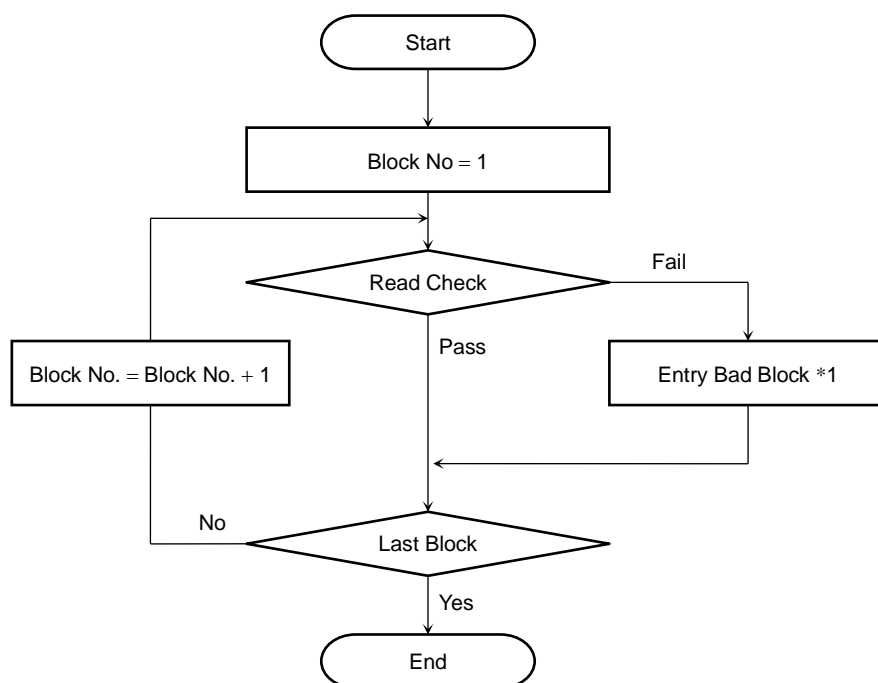 Start
Block No = 1
Read Check
Fail
Pass
Block No. = Block No. + 1
Entry Bad Block *1
No
Last Block
Yes
End